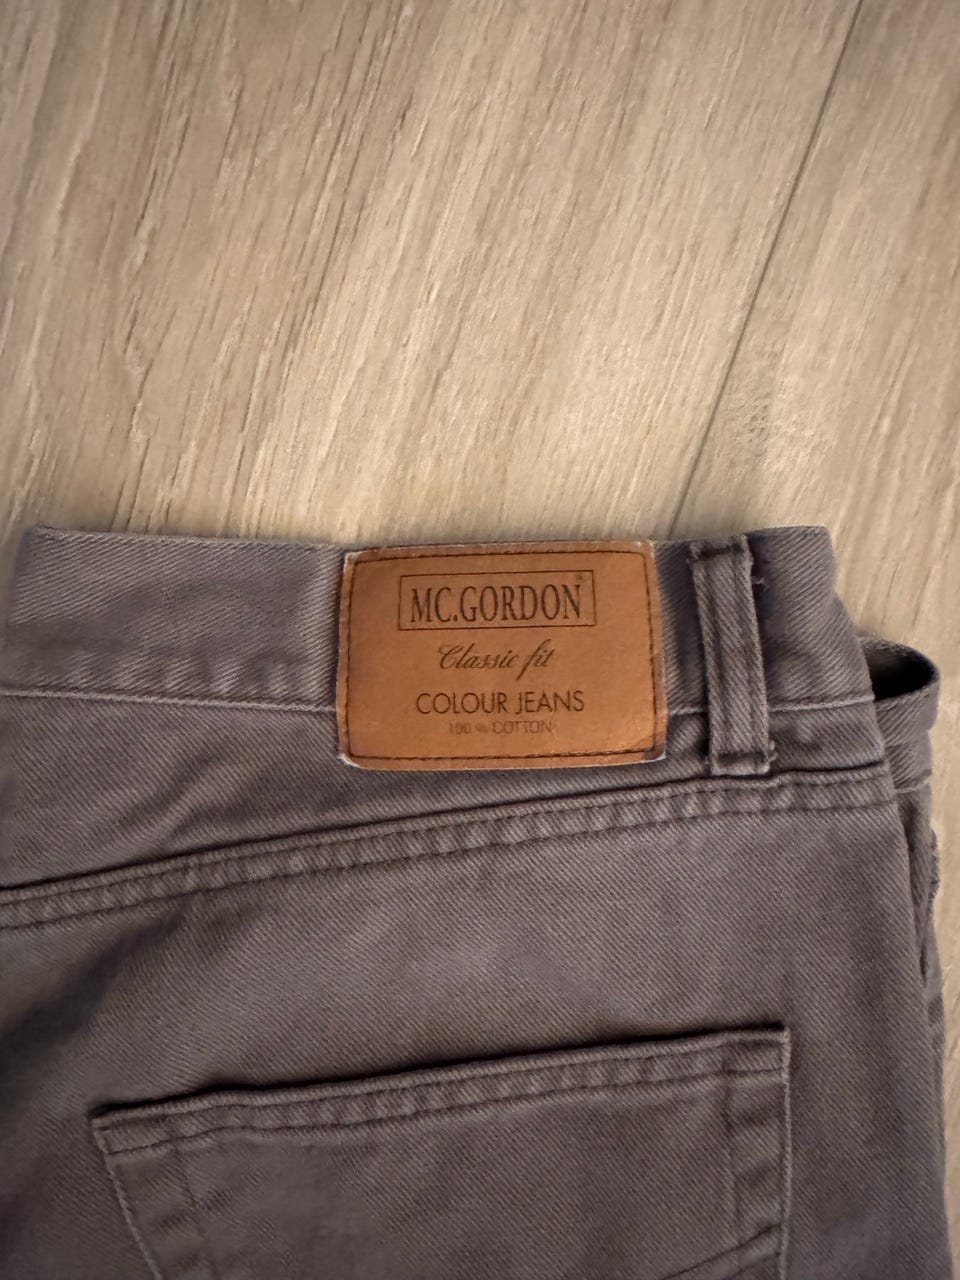 MC.GORDON®
Classic fit
COLOUR JEANS
100 % COTTON